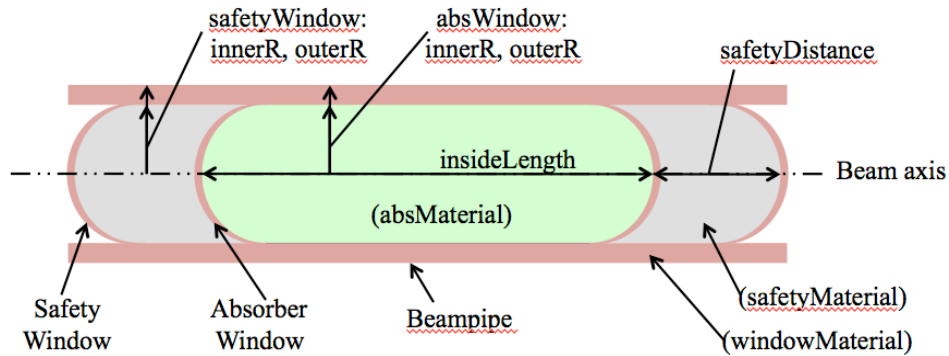 safetyWindow:
innerR, outerR
absWindow:
innerR, outerR
safetyDistance
insideLength
Beam axis
(absMaterial)
Safety
Window
Absorber
Window
Beampipe
(safetyMaterial)
(windowMaterial)